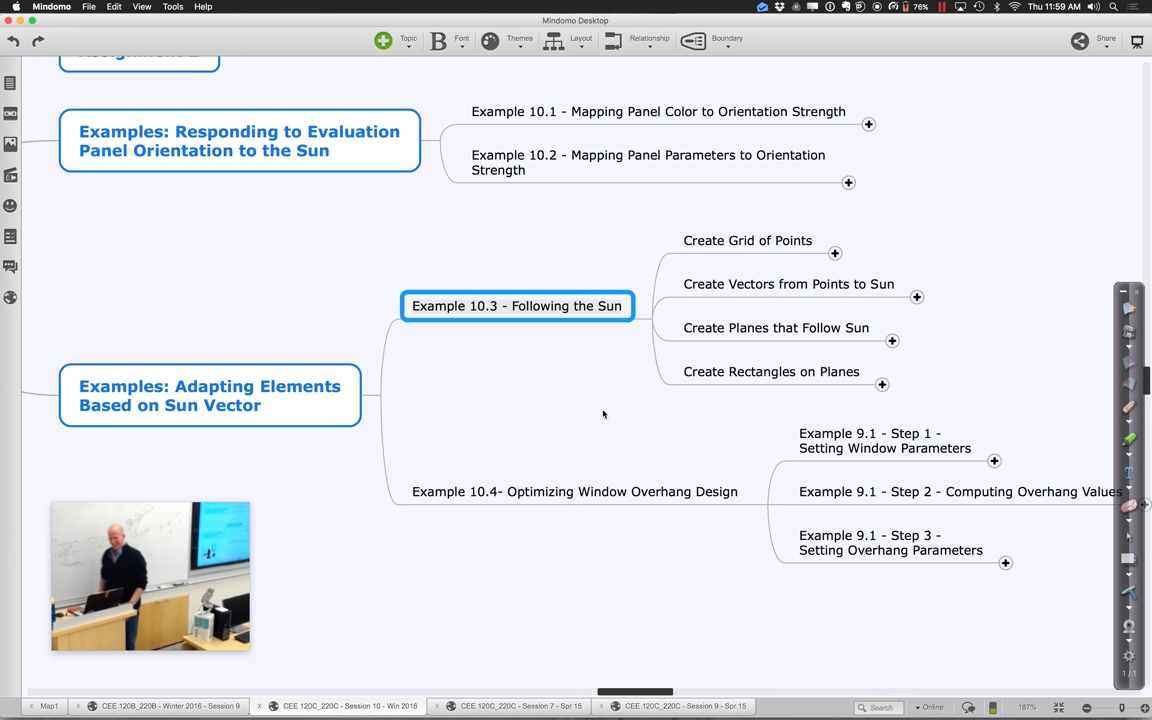 Mindomo File Edit View Tools Help
76% Thu 11:59 AM
Mindomo Desktop
Topic Font Themes Layout Relationship Boundary Share
Examples: Responding to Evaluation
Panel Orientation to the Sun
Example 10.1 - Mapping Panel Color to Orientation Strength
Example 10.2 - Mapping Panel Parameters to Orientation
Strength
Examples: Adapting Elements
Based on Sun Vector
Example 10.3 - Following the Sun
Create Grid of Points
Create Vectors from Points to Sun
Create Planes that Follow Sun
Create Rectangles on Planes
Example 10.4- Optimizing Window Overhang Design
Example 9.1 - Step 1 -
Setting Window Parameters
Example 9.1 - Step 2 - Computing Overhang Values
Example 9.1 - Step 3 -
Setting Overhang Parameters
1/1
Map1 CEE 120B_220B - Winter 2016 - Session 9 CEE 120C_220C - Session 10 - Win 2016 CEE 120C_220C - Session 7 - Spr 15 CEE 120C_220C - Session 9 - Spr 15 Search Online 187%